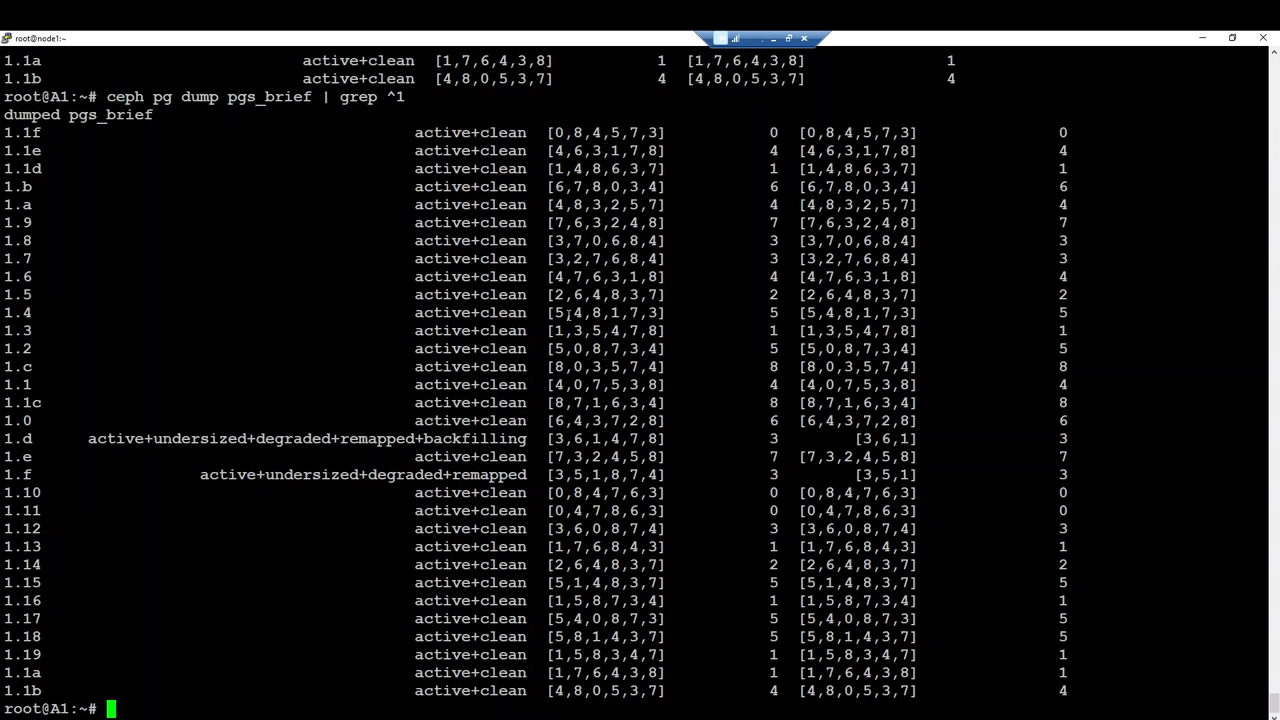 root@node1:~
1.1a active+clean [1,7,6,4,3,8] 1 [1,7,6,4,3,8] 1
1.1b active+clean [4,8,0,5,3,7] 4 [4,8,0,5,3,7] 4
root@A1:~# ceph pg dump pgs_brief | grep ^1
dumped pgs_brief
1.1f active+clean [0,8,4,5,7,3] 0 [0,8,4,5,7,3] 0
1.1e active+clean [4,6,3,1,7,8] 4 [4,6,3,1,7,8] 4
1.1d active+clean [1,4,8,6,3,7] 1 [1,4,8,6,3,7] 1
1.b active+clean [6,7,8,0,3,4] 6 [6,7,8,0,3,4] 6
1.a active+clean [4,8,3,2,5,7] 4 [4,8,3,2,5,7] 4
1.9 active+clean [7,6,3,2,4,8] 7 [7,6,3,2,4,8] 7
1.8 active+clean [3,7,0,6,8,4] 3 [3,7,0,6,8,4] 3
1.7 active+clean [3,2,7,6,8,4] 3 [3,2,7,6,8,4] 3
1.6 active+clean [4,7,6,3,1,8] 4 [4,7,6,3,1,8] 4
1.5 active+clean [2,6,4,8,3,7] 2 [2,6,4,8,3,7] 2
1.4 active+clean [5,4,8,1,7,3] 5 [5,4,8,1,7,3] 5
1.3 active+clean [1,3,5,4,7,8] 1 [1,3,5,4,7,8] 1
1.2 active+clean [5,0,8,7,3,4] 5 [5,0,8,7,3,4] 5
1.c active+clean [8,0,3,5,7,4] 8 [8,0,3,5,7,4] 8
1.1 active+clean [4,0,7,5,3,8] 4 [4,0,7,5,3,8] 4
1.1c active+clean [8,7,1,6,3,4] 8 [8,7,1,6,3,4] 8
1.0 active+clean [6,4,3,7,2,8] 6 [6,4,3,7,2,8] 6
1.d active+undersized+degraded+remapped+backfilling [3,6,1,4,7,8] 3 [3,6,1] 3
1.e active+clean [7,3,2,4,5,8] 7 [7,3,2,4,5,8] 7
1.f active+undersized+degraded+remapped [3,5,1,8,7,4] 3 [3,5,1] 3
1.10 active+clean [0,8,4,7,6,3] 0 [0,8,4,7,6,3] 0
1.11 active+clean [0,4,7,8,6,3] 0 [0,4,7,8,6,3] 0
1.12 active+clean [3,6,0,8,7,4] 3 [3,6,0,8,7,4] 3
1.13 active+clean [1,7,6,8,4,3] 1 [1,7,6,8,4,3] 1
1.14 active+clean [2,6,4,8,3,7] 2 [2,6,4,8,3,7] 2
1.15 active+clean [5,1,4,8,3,7] 5 [5,1,4,8,3,7] 5
1.16 active+clean [1,5,8,7,3,4] 1 [1,5,8,7,3,4] 1
1.17 active+clean [5,4,0,8,7,3] 5 [5,4,0,8,7,3] 5
1.18 active+clean [5,8,1,4,3,7] 5 [5,8,1,4,3,7] 5
1.19 active+clean [1,5,8,3,4,7] 1 [1,5,8,3,4,7] 1
1.1a active+clean [1,7,6,4,3,8] 1 [1,7,6,4,3,8] 1
1.1b active+clean [4,8,0,5,3,7] 4 [4,8,0,5,3,7] 4
root@A1:~#